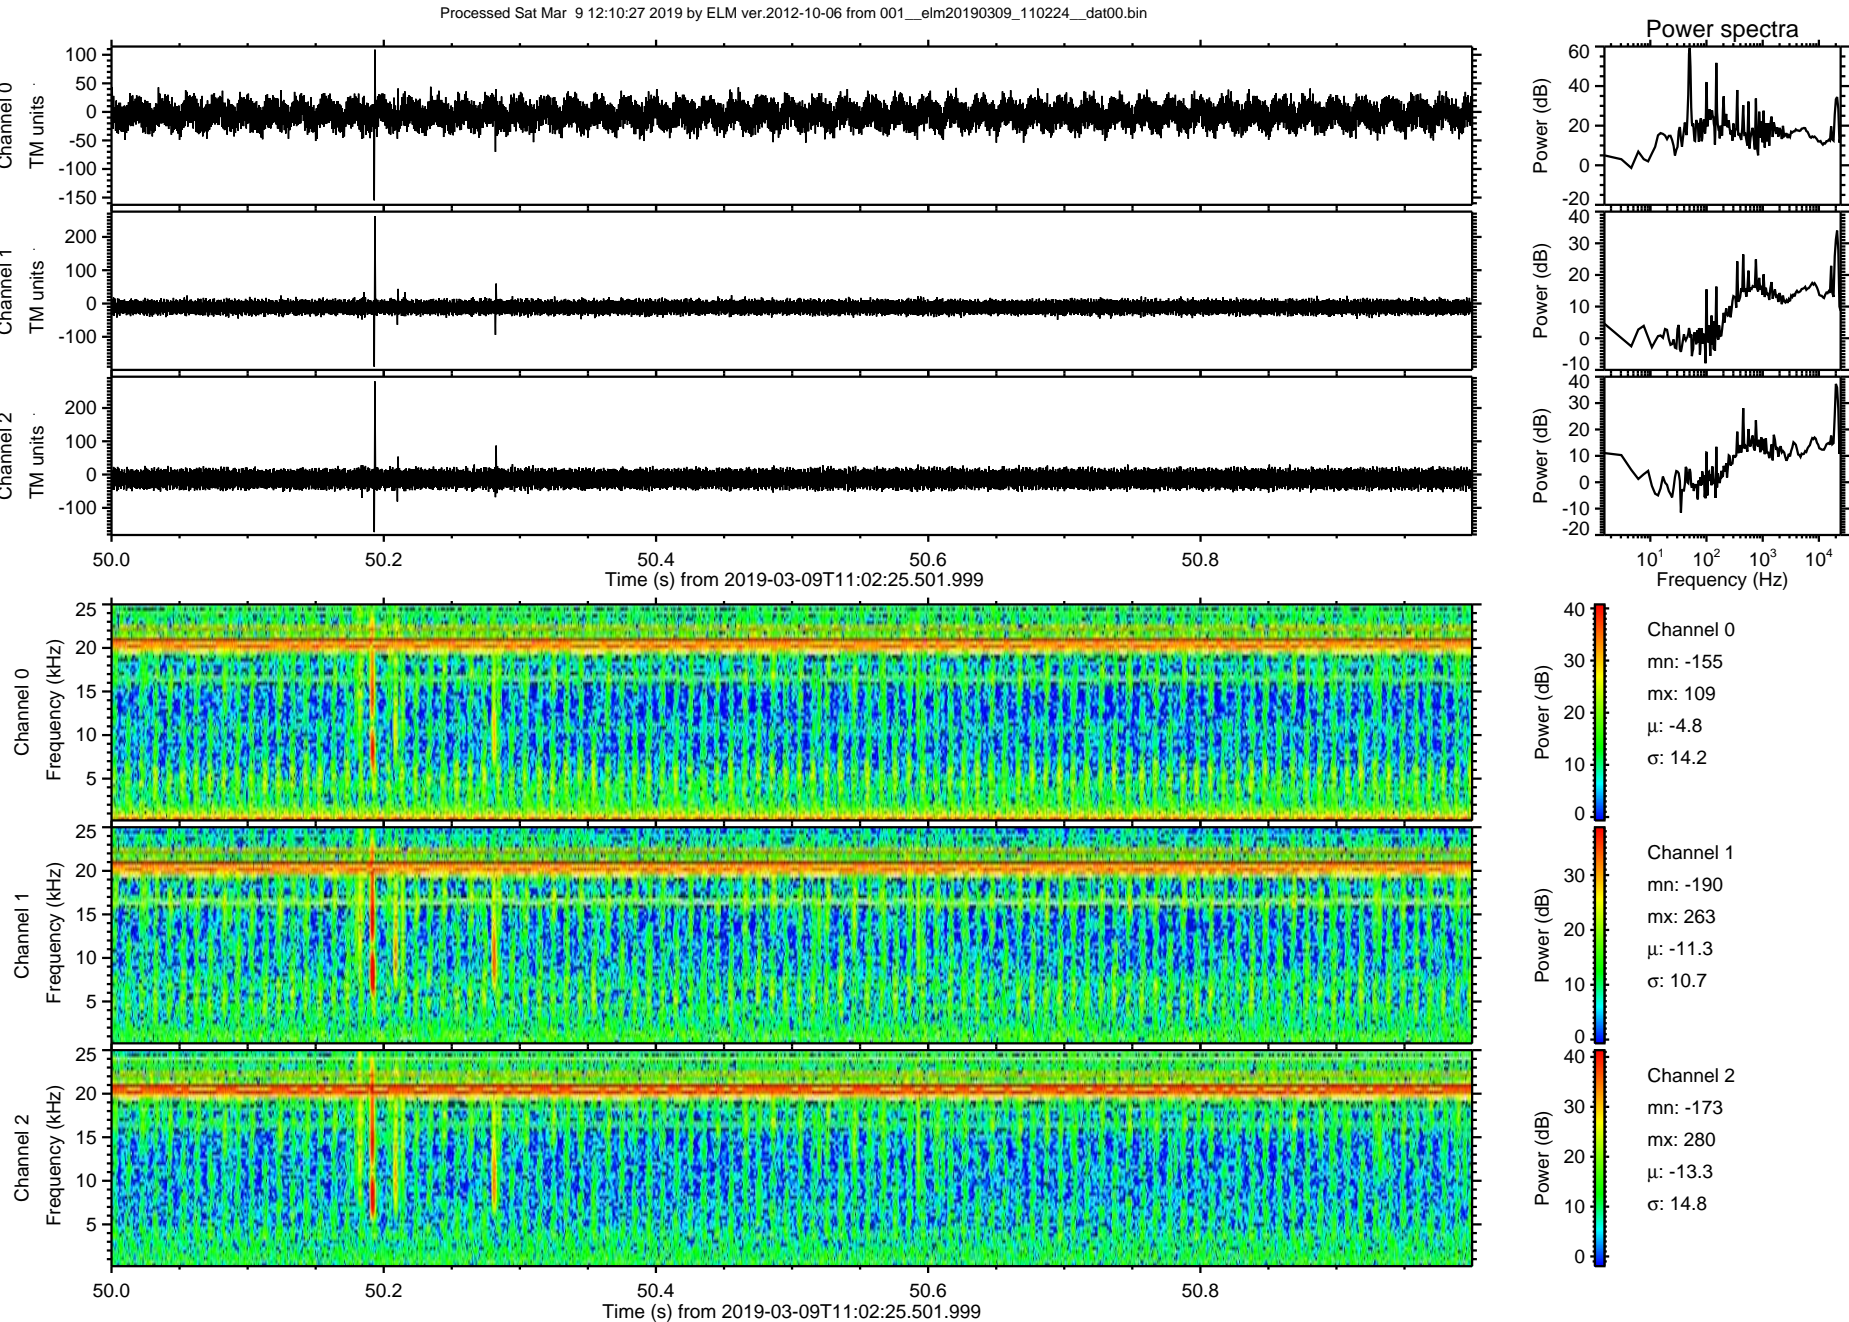 Processed Sat Mar  9 12:10:27 2019 by ELM ver.2012-10-06 from 001__elm20190309_110224__dat00.bin
Power spectra
Channel 0
TM units
100
50
0
-50
-100
-150
Power (dB)
60
40
20
0
-20
Channel 1
TM units
200
100
0
-100
Power (dB)
40
30
20
10
0
-10
Channel 2
TM units
200
100
0
-100
Power (dB)
40
30
20
10
0
-10
-20
50.0 50.2 50.4 50.6 50.8
Time (s) from 2019-03-09T11:02:25.501.999
10¹ 10² 10³ 10⁴
Frequency (Hz)
Channel 0
Frequency (kHz)
25
20
15
10
5
Power (dB)
40
30
20
10
0
Channel 0
mn: -155
mx: 109
μ: -4.8
σ: 14.2
Channel 1
Frequency (kHz)
25
20
15
10
5
Power (dB)
30
20
10
0
Channel 1
mn: -190
mx: 263
μ: -11.3
σ: 10.7
Channel 2
Frequency (kHz)
25
20
15
10
5
Power (dB)
40
30
20
10
0
Channel 2
mn: -173
mx: 280
μ: -13.3
σ: 14.8
50.0 50.2 50.4 50.6 50.8
Time (s) from 2019-03-09T11:02:25.501.999